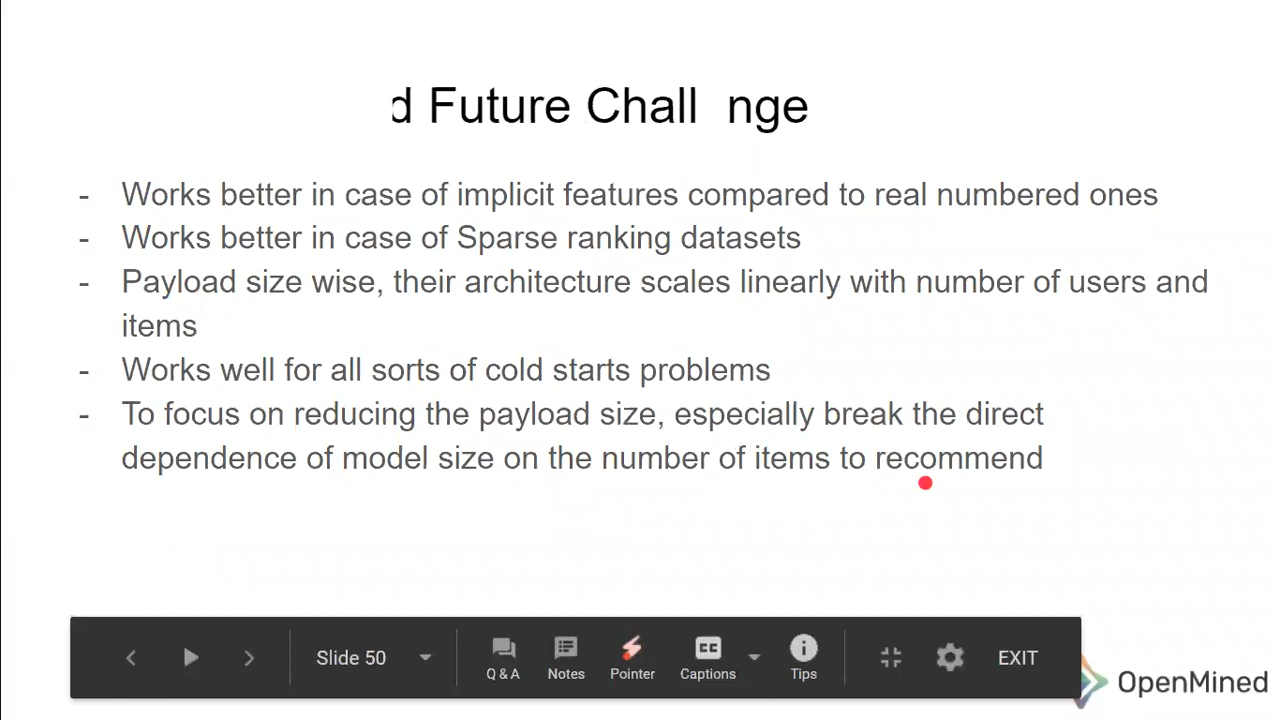 d Future Chall nge
- Works better in case of implicit features compared to real numbered ones
- Works better in case of Sparse ranking datasets
- Payload size wise, their architecture scales linearly with number of users and
items
- Works well for all sorts of cold starts problems
- To focus on reducing the payload size, especially break the direct
dependence of model size on the number of items to recommend
Slide 50
Q & A Notes Pointer CC Captions Tips EXIT
OpenMined